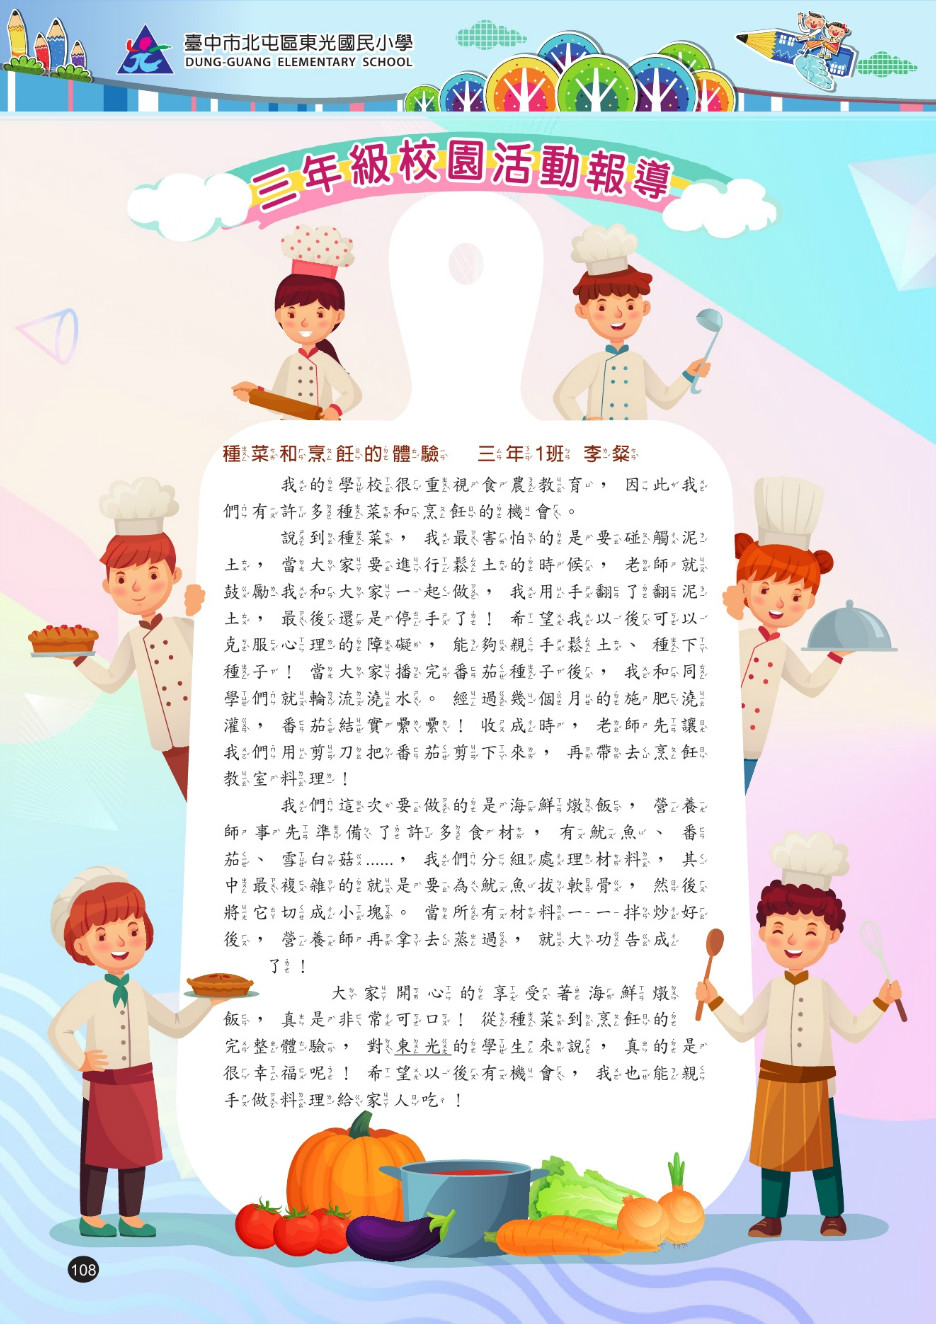 臺中市北屯區東光國民小學
DUNG-GUANG ELEMENTARY SCHOOL
三年級校園活動報導
種菜和烹飪的體驗 三年1班 李粲
我的學校很重視食農教育，因此我
們有許多種菜和烹飪的機會。
說到種菜，我最害怕的是要碰觸泥
土，當大家要進行鬆土的時候，老師就
鼓勵我和大家一起做，我用手翻了翻泥
土，最後還是停手了！希望我以後可以
克服心理的障礙，能夠親手鬆土、種下
種子！當大家播完番茄種子後，我和同
學們就輪流澆水。經過幾個月的施肥澆
灌，番茄結實纍纍！收成時，老師先讓
我們用剪刀把番茄剪下來，再帶去烹飪
教室料理！
我們這次要做的是海鮮燉飯，營養
師事先準備了許多食材，有魷魚、番
茄、雪白菇……，我們分組處理材料，其
中最複雜的就是要為魷魚拔軟骨，然後
將它切成小塊。當所有材料一一拌炒好
後，營養師再拿去蒸過，就大功告成
了！
大家開心的享受著海鮮燉
飯，真是非常可口！從種菜到烹飪的
完整體驗，對東光的學生來說，真的是
很幸福呢！希望以後有機會，我也能親
手做料理給家人吃！
108